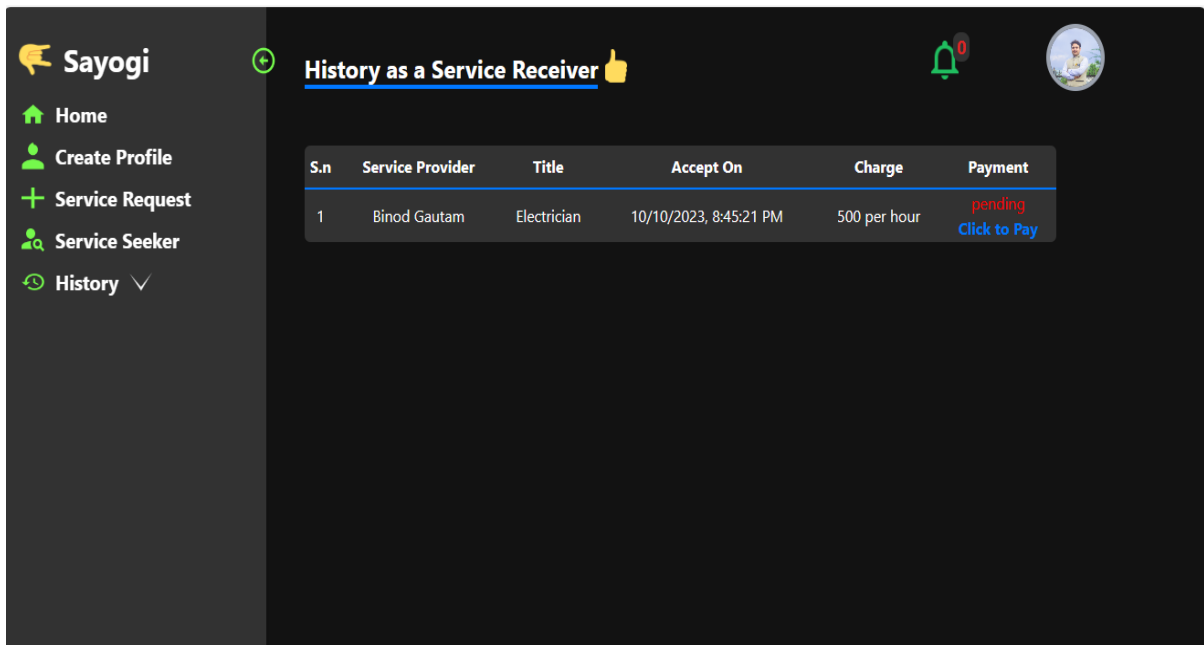 Sayogi
Home
Create Profile
Service Request
Service Seeker
History
History as a Service Receiver
0
S.n Service Provider Title Accept On Charge Payment
1 Binod Gautam Electrician 10/10/2023, 8:45:21 PM 500 per hour pending
Click to Pay